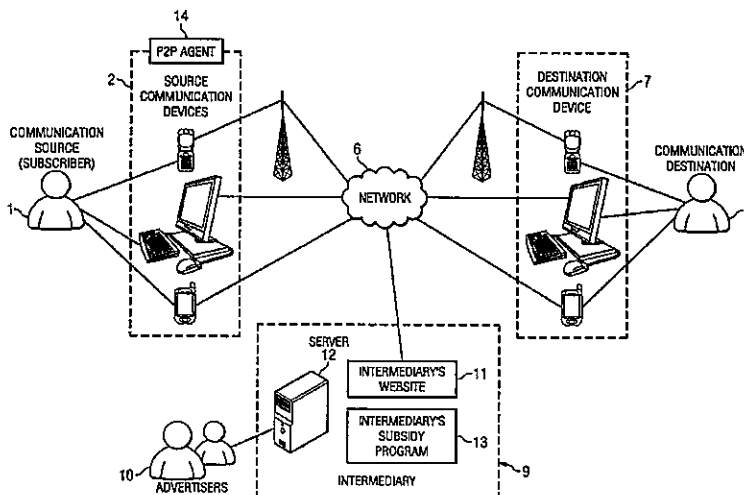 14
P2P AGENT
2
SOURCE
COMMUNICATION
DEVICES
DESTINATION
COMMUNICATION
DEVICE
7
COMMUNICATION
SOURCE
(SUBSCRIBER)
COMMUNICATION
DESTINATION
6
NETWORK
1
SERVER
12
INTERMEDIARY'S
WEBSITE
11
INTERMEDIARY'S
SUBSIDY
PROGRAM
13
10
ADVERTISERS
INTERMEDIARY
9